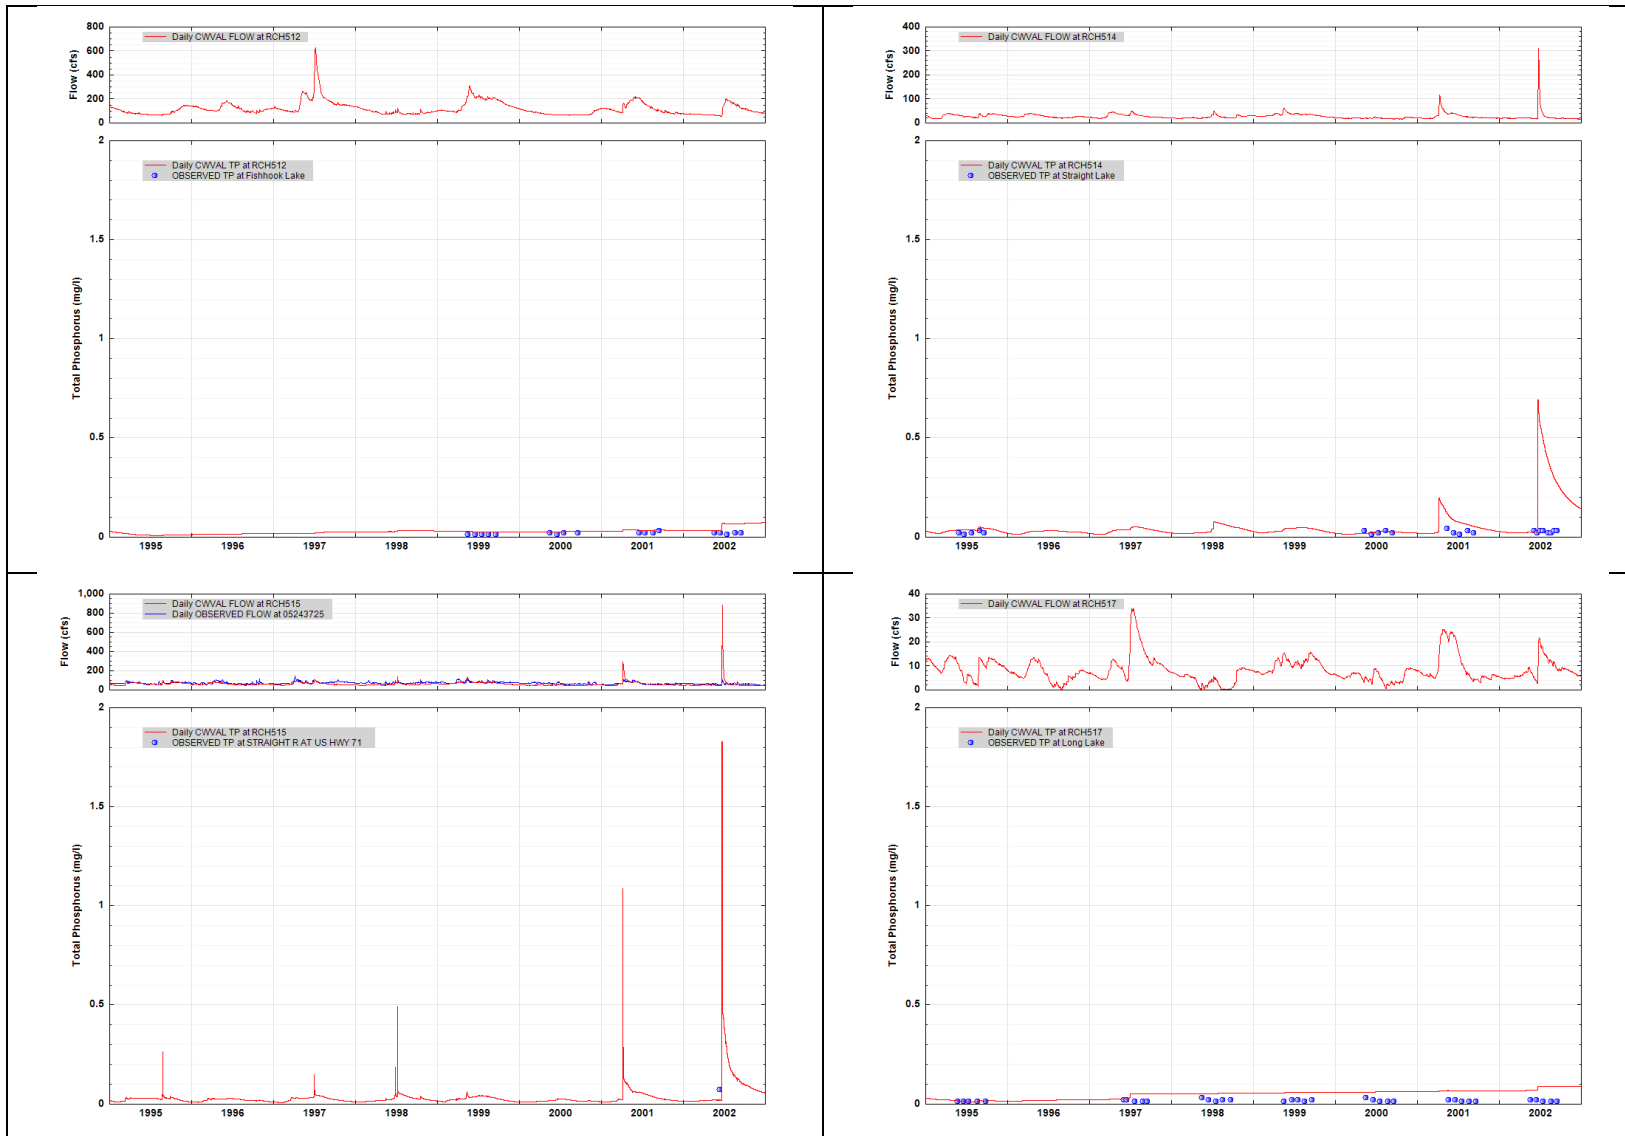 Flow (cfs)
800
600
400
200
0
Daily CWVAL FLOW at RCH512
Total Phosphorus (mg/l)
2
1.5
1
0.5
0
Daily CWVAL TP at RCH512
OBSERVED TP at Fishhook Lake
1995 1996 1997 1998 1999 2000 2001 2002
Flow (cfs)
400
300
200
100
0
Daily CWVAL FLOW at RCH514
Total Phosphorus (mg/l)
2
1.5
1
0.5
0
Daily CWVAL TP at RCH514
OBSERVED TP at Straight Lake
1995 1996 1997 1998 1999 2000 2001 2002
Flow (cfs)
1,000
800
600
400
200
0
Daily CWVAL FLOW at RCH515
Daily OBSERVED FLOW at 05243725
Total Phosphorus (mg/l)
2
1.5
1
0.5
0
Daily CWVAL TP at RCH515
OBSERVED TP at STRAIGHT R AT US HWY 71
1995 1996 1997 1998 1999 2000 2001 2002
Flow (cfs)
40
30
20
10
0
Daily CWVAL FLOW at RCH517
Total Phosphorus (mg/l)
2
1.5
1
0.5
0
Daily CWVAL TP at RCH517
OBSERVED TP at Long Lake
1995 1996 1997 1998 1999 2000 2001 2002